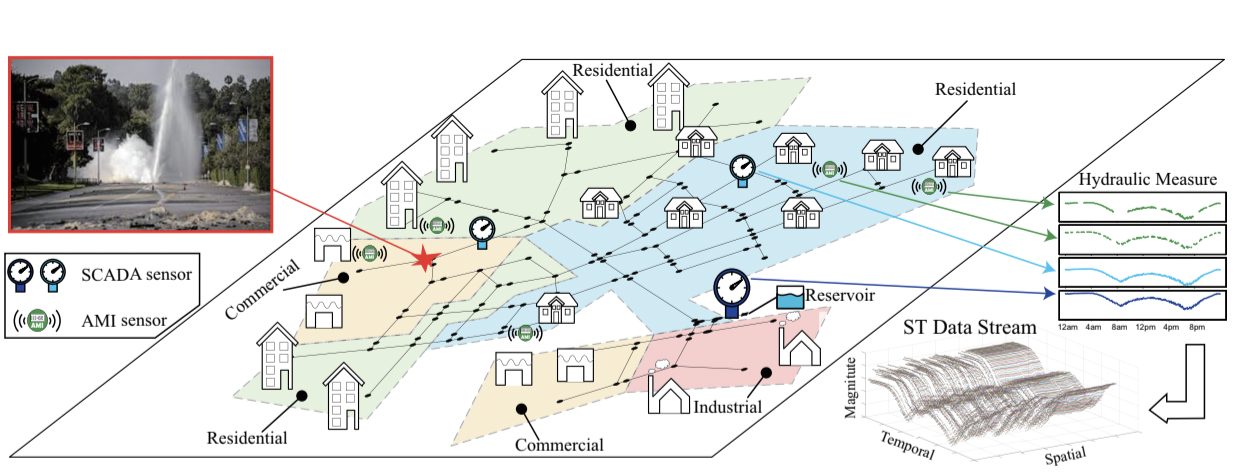 Residential
Residential
Hydraulic Measure
Commercial
SCADA sensor
AMI
AMI sensor
Reservoir
12am 4am 8am 12pm 4pm 8pm
ST Data Stream
Magnitute
Temporal
Spatial
Industrial
Residential
Commercial